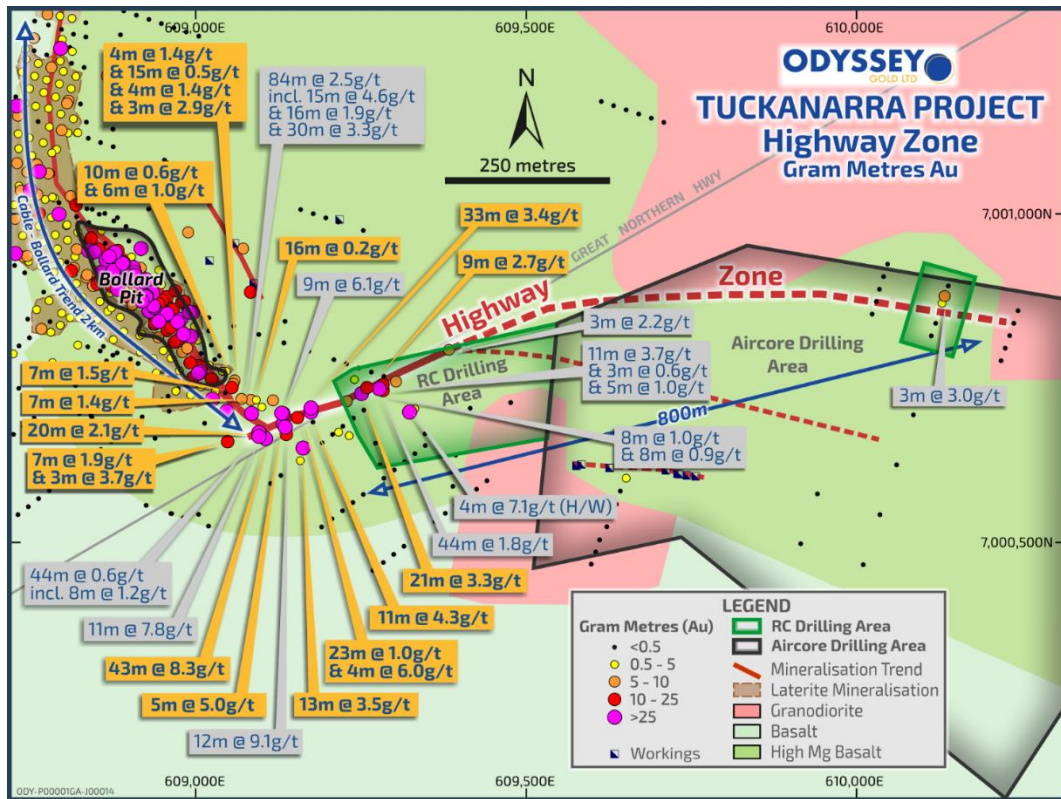 609,000E
609,500E
610,000E
ODYSSEY
GOLD LTD
TUCKANARRA PROJECT
Highway Zone
Gram Metres Au
4m @ 1.4g/t
& 15m @ 0.5g/t
& 4m @ 1.4g/t
& 3m @ 2.9g/t
84m @ 2.5g/t
incl. 15m @ 4.6g/t
& 16m @ 1.9g/t
& 30m @ 3.3g/t
N
250 metres
10m @ 0.6g/t
& 6m @ 1.0g/t
33m @ 3.4g/t
GREAT NORTHERN HWY
7,001,000N
16m @ 0.2g/t
9m @ 2.7g/t
9m @ 6.1g/t
Cable - Bollard Trend 2km
Bollard
Pit
Highway
Zone
3m @ 2.2g/t
RC Drilling
Area
Aircore Drilling
Area
11m @ 3.7g/t
& 3m @ 0.6g/t
& 5m @ 1.0g/t
3m @ 3.0g/t
800m
7m @ 1.5g/t
7m @ 1.4g/t
20m @ 2.1g/t
7m @ 1.9g/t
& 3m @ 3.7g/t
8m @ 1.0g/t
& 8m @ 0.9g/t
4m @ 7.1g/t (H/W)
44m @ 1.8g/t
7,000,500N
44m @ 0.6g/t
incl. 8m @ 1.2g/t
21m @ 3.3g/t
11m @ 7.8g/t
11m @ 4.3g/t
43m @ 8.3g/t
23m @ 1.0g/t
& 4m @ 6.0g/t
5m @ 5.0g/t
13m @ 3.5g/t
12m @ 9.1g/t
LEGEND
Gram Metres (Au)
<0.5
0.5 - 5
5 - 10
10 - 25
>25
Workings
RC Drilling Area
Aircore Drilling Area
Mineralisation Trend
Laterite Mineralisation
Granodiorite
Basalt
High Mg Basalt
ODY-P00001GA-J00014
609,000E
609,500E
610,000E